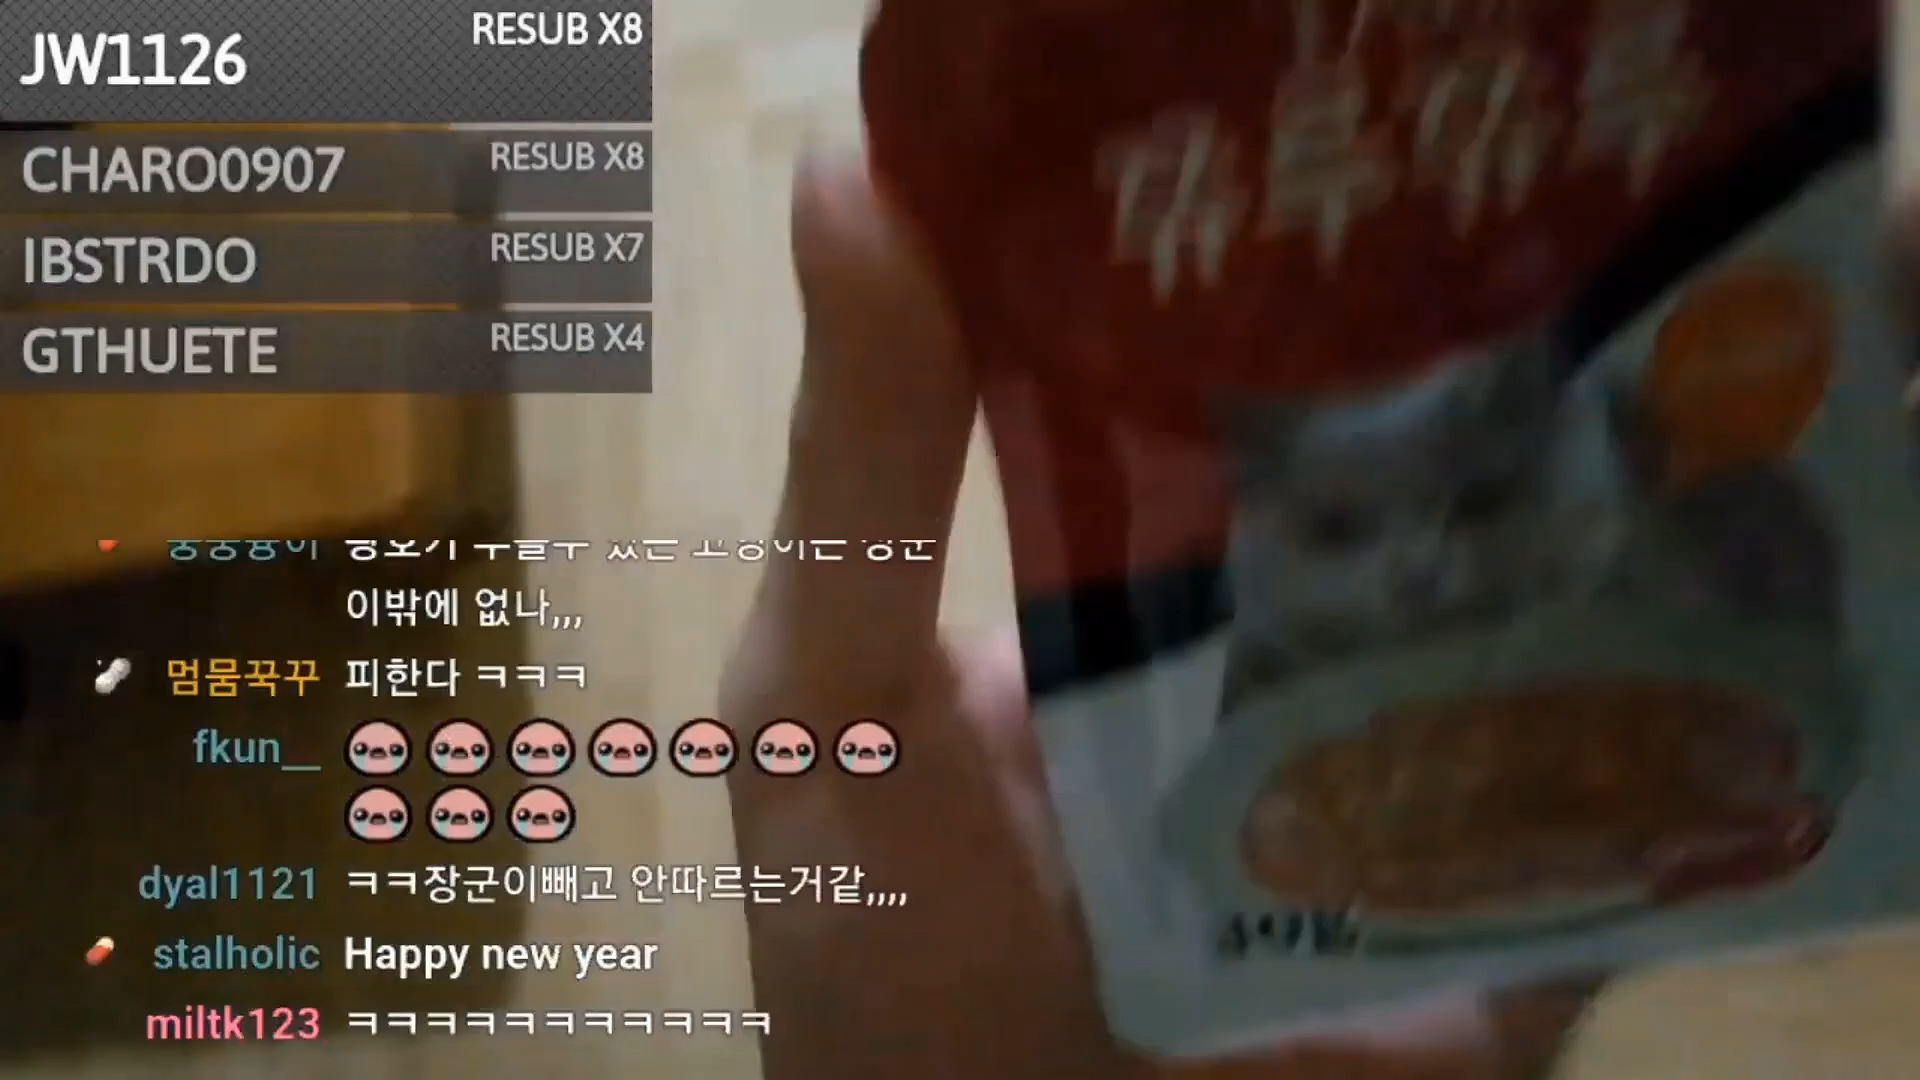 JW1126 RESUB X8
CHARO0907 RESUB X8
IBSTRDO RESUB X7
GTHUETE RESUB X4
이밖에 없나,,,
멈뭄꾹꾸 피한다 ㅋㅋㅋ
fkun__
dyal1121 ㅋㅋ장군이빼고 안따르는거같,,,,
stalholic Happy new year
miltk123 ㅋㅋㅋㅋㅋㅋㅋㅋㅋㅋㅋ